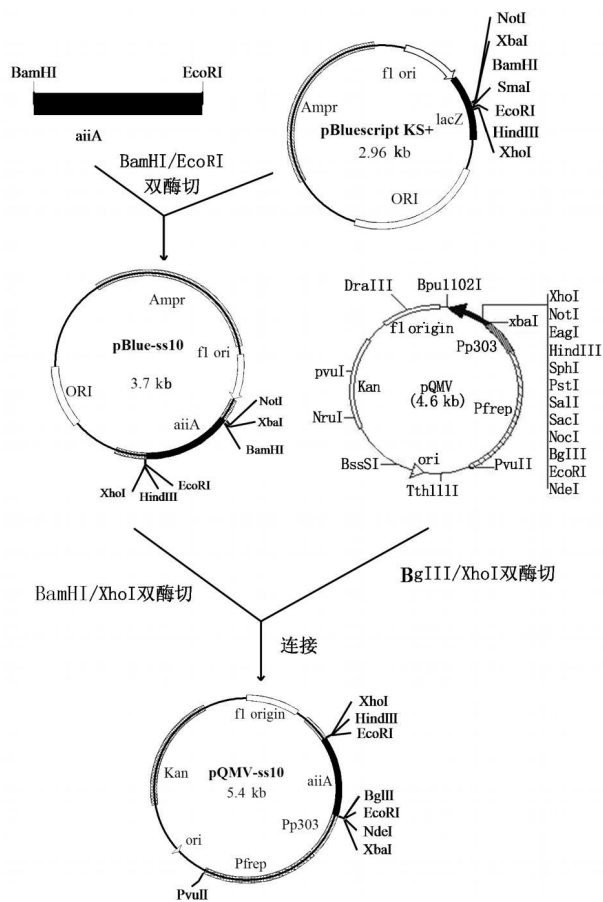 BamHI
EcoRI
aiiA
BamHI/EcoRI
双酶切
NotI
XbaI
BamHI
SmaI
EcoRI
HindIII
XhoI
f1 ori
Ampr
lacZ
pBluescript KS+
2.96 kb
ORI
Ampr
pBlue-ss10
f1 ori
3.7 kb
ORI
aiiA
NotI
XbaI
BamHI
EcoRI
HindIII
XhoI
DraIII
Bpu1102I
xbaI
f1 origin
Pp303
pvuI
Kan
pQMV
(4.6 kb)
Pfrep
NruI
BssSI
ori
PvuII
Tth111I
XhoI
NotI
EagI
HindIII
SphI
PstI
SalI
SacI
NocI
BgIII
EcoRI
NdeI
BamHI/XhoI双酶切
BgIII/XhoI双酶切
连接
f1 origin
XhoI
HindIII
EcoRI
Kan
pQMV-ss10
aiiA
5.4 kb
BglII
EcoRI
NdeI
XbaI
Pp303
ori
Pfrep
PvuII